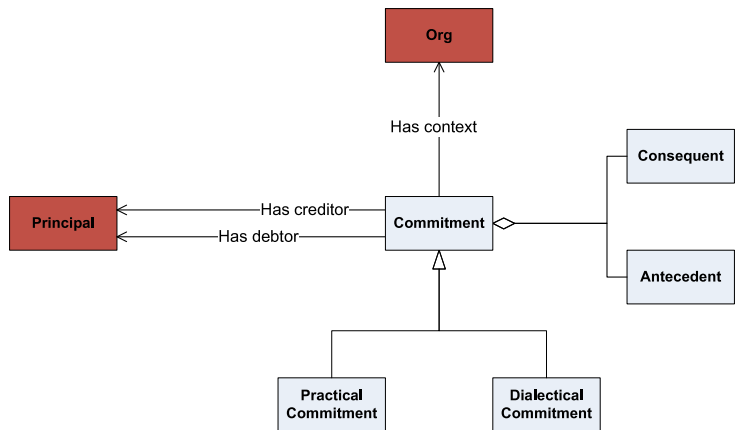 Org
Has context
Consequent
Has creditor
Principal
Commitment
Has debtor
Antecedent
Practical
Commitment
Dialectical
Commitment